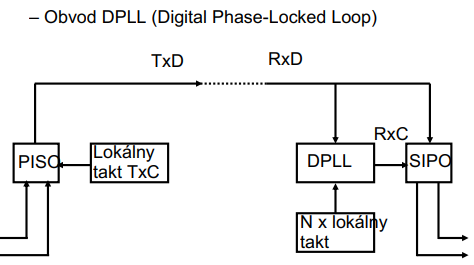 – Obvod DPLL (Digital Phase-Locked Loop)
TxD
RxD
RxC
PISO
Lokálny
takt TxC
DPLL
SIPO
N x lokálny
takt